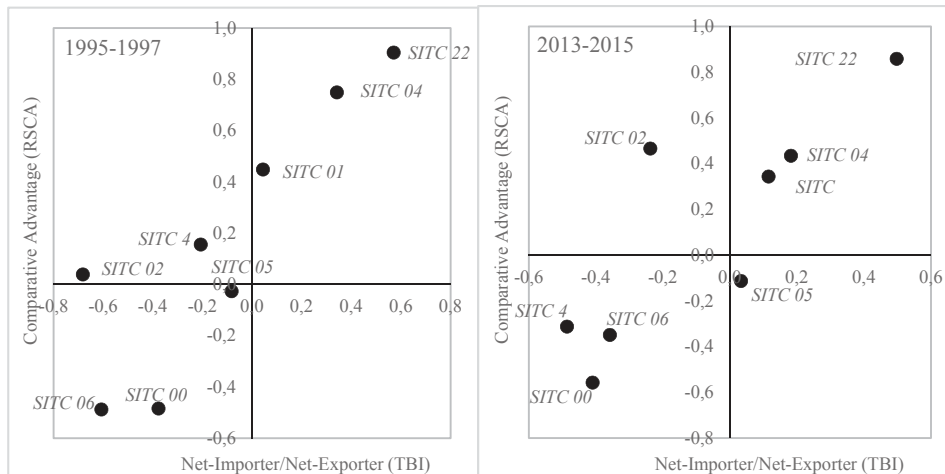 1995-1997
Comparative Advantage (RSCA)
1,0
0,8
0,6
0,4
0,2
0,0
-0,2
-0,4
-0,6
-0,8 -0,6 -0,4 -0,2 0,0 0,2 0,4 0,6 0,8
SITC 22
SITC 04
SITC 01
SITC 4
SITC 02
SITC 05
SITC 06
SITC 00
Net-Importer/Net-Exporter (TBI)
2013-2015
Comparative Advantage (RSCA)
1,0
0,8
0,6
0,4
0,2
0,0
-0,2
-0,4
-0,6
-0,8
-0,6 -0,4 -0,2 0,0 0,2 0,4 0,6
SITC 22
SITC 02
SITC 04
SITC
SITC 05
SITC 4
SITC 06
SITC 00
Net-Importer/Net-Exporter (TBI)